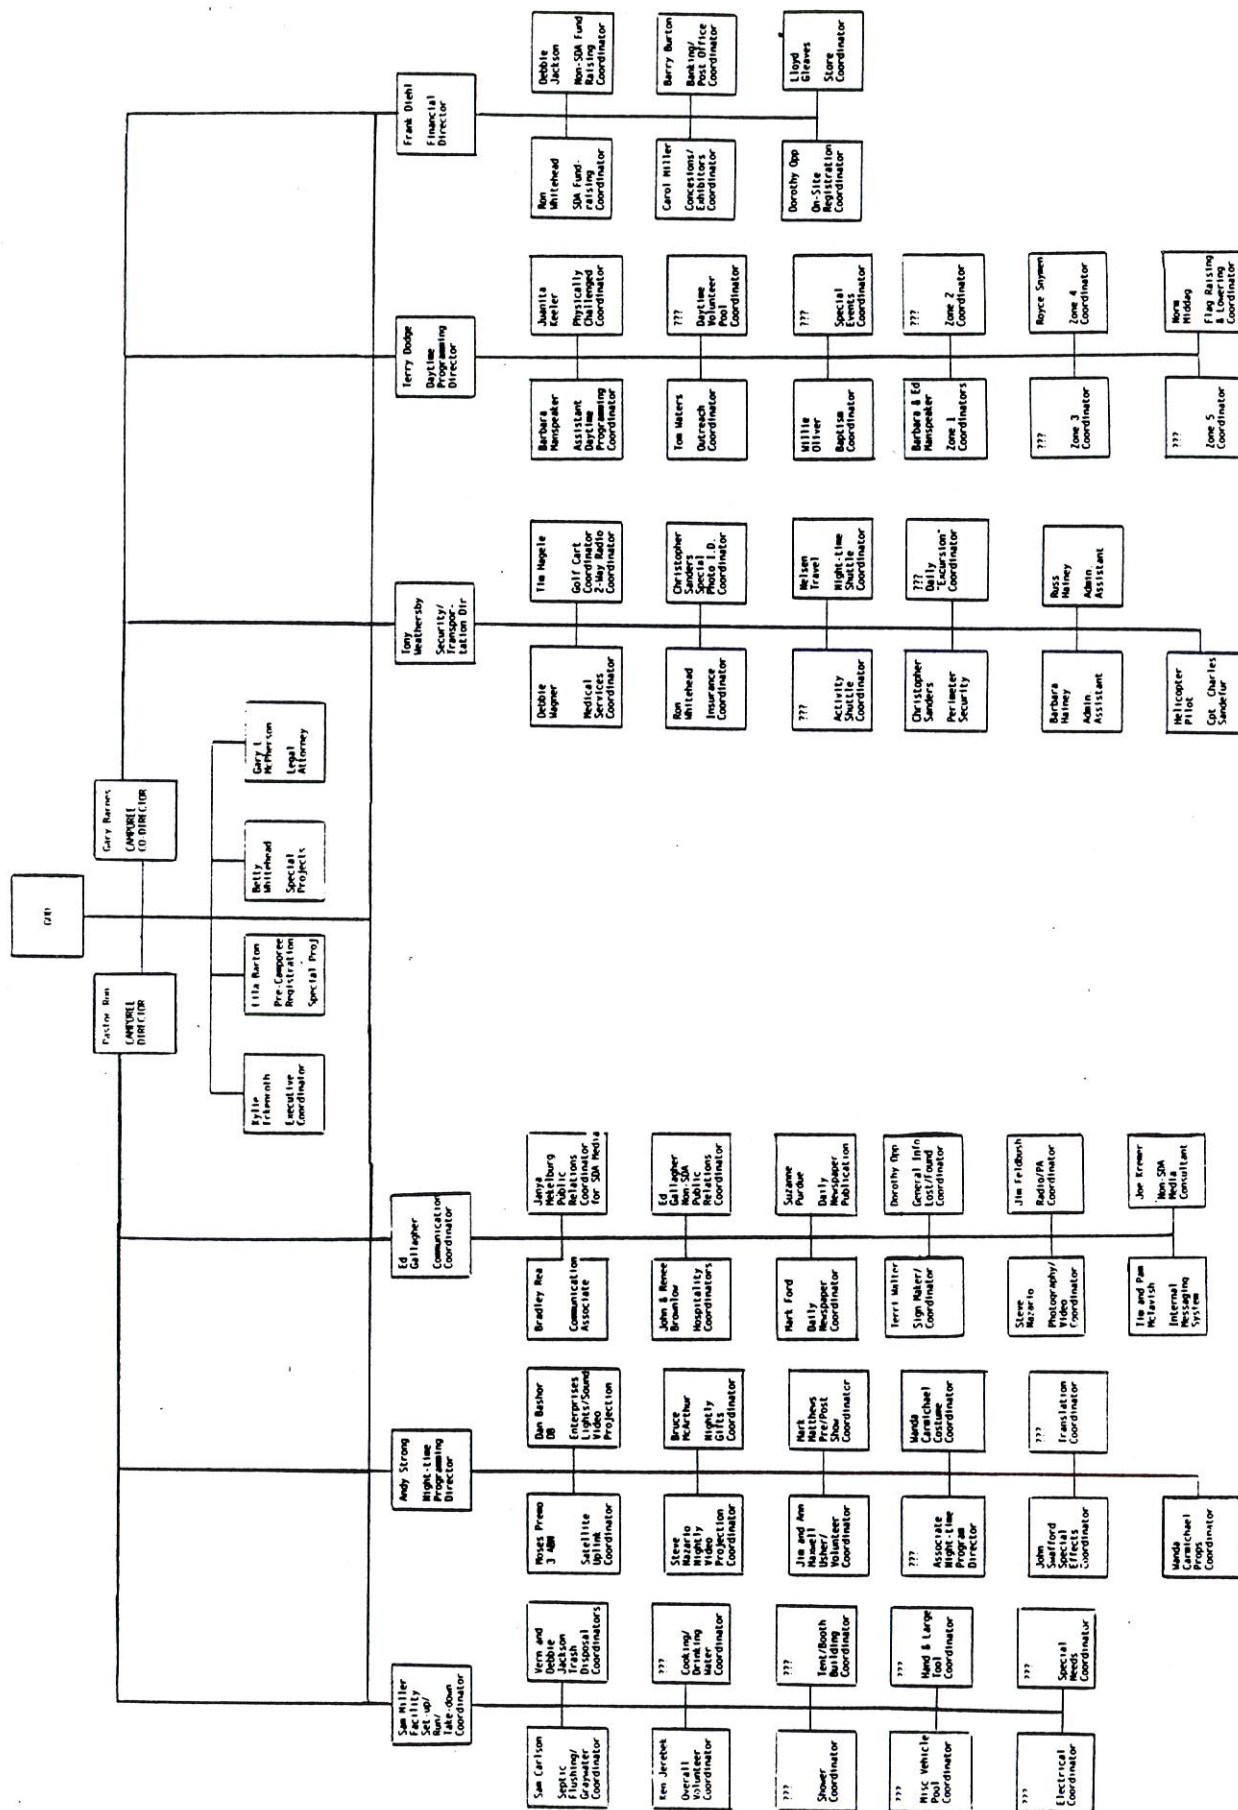 GOD
Pastor Ron
CAMPOREE
DIRECTOR
Gary Barnes
CAMPOREE
CO-DIRECTOR
Kylie
Executive
Coordinator
Lila Barton
Pre-Camporee
Registration
Special Proj
Betty
Whitehead
Special
Projects
Gary L
McPherson
Legal
Attorney
Sam Miller
Facility
Set-up/
Run/
Take-down
Coordinator
Andy Strong
Night-time
Programming
Director
Ed
Gallagher
Communication
Coordinator
Tony
Weathersby
Security/
Transpor-
tation Dir
Terry Dodge
Daytime
Programming
Director
Frank Diehl
Financial
Director
Sam Carlson
Septic
Flushing/
Graywater
Coordinator
Vern and
Debbie
Jackson
Trash
Disposal
Coordinators
Ken Jerebek
Overall
Volunteer
Coordinator
???
Cooking/
Drinking
Water
Coordinator
???
Shower
Coordinator
???
Tent/Booth
Building
Coordinator
???
Misc Vehicle
Pool
Coordinator
???
Hand & Large
Tool
Coordinator
???
Electrical
Coordinator
???
Special
Needs
Coordinator
Moses Premo
3 ABN
Satellite
Uplink
Coordinator
Dan Bashor
DB
Enterprises
Lights/Sound
Video
Projection
Steve
Nazario
Nightly
Video
Projection
Coordinator
Bruce
McArthur
Nightly
Gifts
Coordinator
Jim and Ann
Maxwell
Usher/
Volunteer
Coordinator
Mark
Matthews
Pre/Post
Show
Coordinator
???
Associate
Night-time
Program
Director
Wanda
Carmichael
Costume
Coordinator
John
Swafford
Special
Effects
Coordinator
???
Translation
Coordinator
Wanda
Carmichael
Props
Coordinator
Bradley Rea
Communication
Associate
Janya
Mekelburg
Public
Relations
Coordinator
for SDA Media
John & Renee
Brownlow
Hospitality
Coordinators
Ed
Gallagher
Non-SDA
Public
Relations
Coordinator
Mark Ford
Daily
Newspaper
Coordinator
Suzanne
Purdue
Daily
Newspaper
Publication
Terri Walter
Sign Maker/
Coordinator
Dorothy Opp
General Info
Lost/Found
Coordinator
Steve
Nazario
Photography/
Video
Coordinator
Jim Feldbush
Radio/PA
Coordinator
Tim and Pam
McTavish
Internal
Messaging
System
Joe Kremer
Non-SDA
Media
Consultant
Debbie
Wagner
Medical
Services
Coordinator
Tim Hagele
Golf Cart
Coordinator
2-Way Radio
Coordinator
Ron
Whitehead
Insurance
Coordinator
Christopher
Sanders
Special
Photo I.D.
Coordinator
???
Activity
Shuttle
Coordinator
Nelsen
Travel
Night-time
Shuttle
Coordinator
Christopher
Sanders
Perimeter
Security
???
Daily
"Excursion"
Coordinator
Barbara
Hainey
Admin.
Assistant
Russ
Hainey
Admin.
Assistant
Helicopter
Pilot
Cpt Charles
Sandefur
Barbara
Manspeaker
Assistant
Daytime
Programming
Coordinator
Juanita
Keeler
Physically
Challenged
Coordinator
Tom Waters
Outreach
Coordinator
???
Daytime
Volunteer
Pool
Coordinator
Willie
Oliver
Baptism
Coordinator
???
Special
Events
Coordinator
Barbara & Ed
Manspeaker
Zone 1
Coordinators
???
Zone 2
Coordinator
???
Zone 3
Coordinator
Royce Snymen
Zone 4
Coordinator
???
Zone 5
Coordinator
Norm
Middag
Flag Raising
& Lowering
Coordinator
Ron
Whitehead
SDA Fund-
raising
Coordinator
Debbie
Jackson
Non-SDA Fund
Raising
Coordinator
Carol Miller
Concesions/
Exhibitors
Coordinator
Barry Burton
Banking/
Post Office
Coordinator
Dorothy Opp
On-Site
Registration
Coordinator
Lloyd
Gleaves
Store
Coordinator